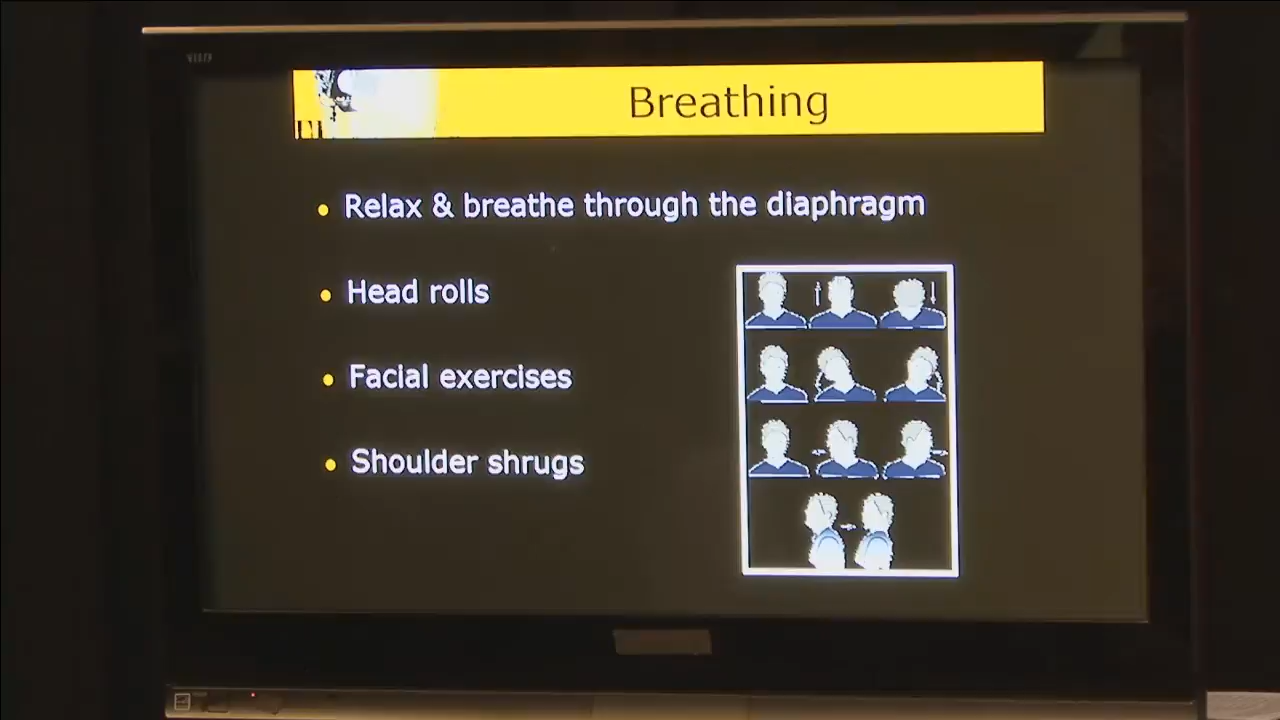 Breathing
Relax & breathe through the diaphragm
Head rolls
Facial exercises
Shoulder shrugs